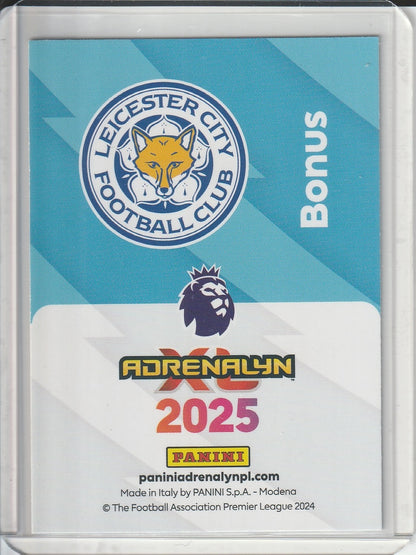 LEICESTER CITY
FOOTBALL CLUB
Bonus
ADRENALYN
XL
TM
2025
PANINI
paniniadrenalynpl.com
Made in Italy by PANINI S.p.A. - Modena
© The Football Association Premier League 2024